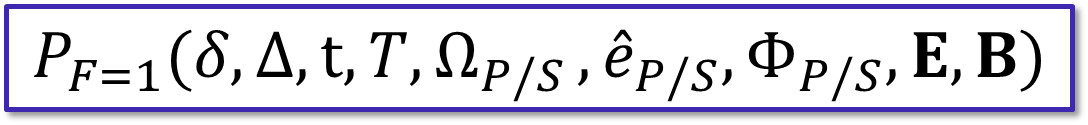 P_{F=1}(δ, Δ, t, T, Ω_{P/S}, ê_{P/S}, Φ_{P/S}, 𝐄, 𝐁)